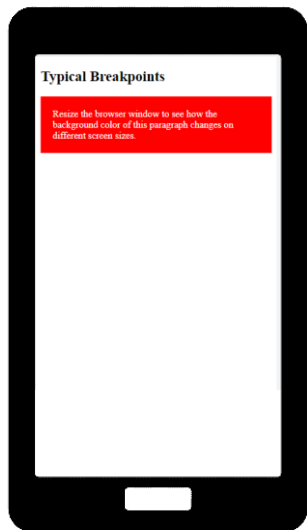 Typical Breakpoints
Resize the browser window to see how the
background color of this paragraph changes on
different screen sizes.